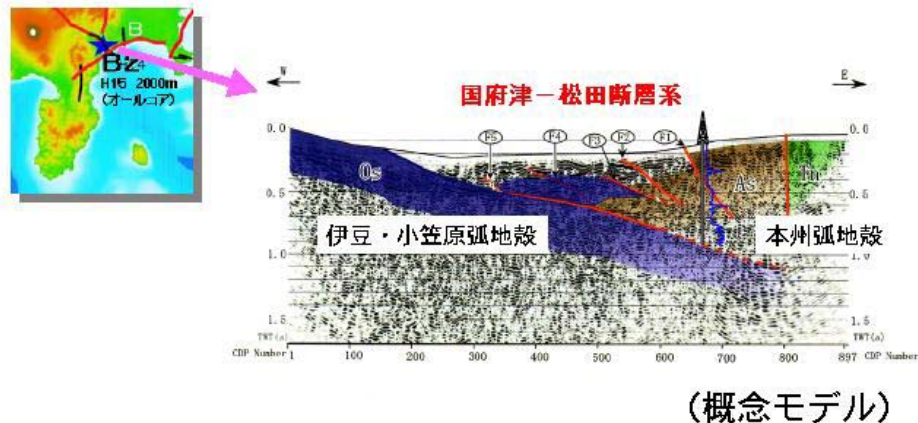 B
B-2
H15 2000m
(オールコア)
W
E
国府津－松田断層系
0.0
F5
F4
F3
F2
F1
0.0
Os
As
Tn
0.5
0.5
伊豆・小笠原弧地殻
本州弧地殻
1.0
1.0
1.5
1.5
TWT(s)
TWT(s)
CDP Number
1
100
200
300
400
500
600
700
800
897
CDP Number
(概念モデル)